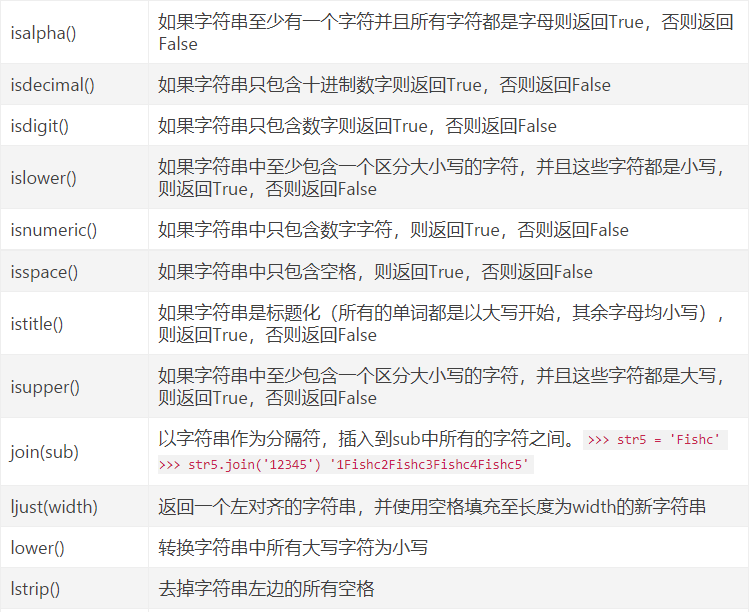 isalpha()
如果字符串至少有一个字符并且所有字符都是字母则返回True，否则返回
False
isdecimal()
如果字符串只包含十进制数字则返回True，否则返回False
isdigit()
如果字符串只包含数字则返回True，否则返回False
islower()
如果字符串中至少包含一个区分大小写的字符，并且这些字符都是小写，
则返回True，否则返回False
isnumeric()
如果字符串中只包含数字字符，则返回True，否则返回False
isspace()
如果字符串中只包含空格，则返回True，否则返回False
istitle()
如果字符串是标题化（所有的单词都是以大写开始，其余字母均小写），
则返回True，否则返回False
isupper()
如果字符串中至少包含一个区分大小写的字符，并且这些字符都是大写，
则返回True，否则返回False
join(sub)
以字符串作为分隔符，插入到sub中所有的字符之间。 >>> str5 = 'Fishc'
>>> str5.join('12345') '1Fishc2Fishc3Fishc4Fishc5'
ljust(width)
返回一个左对齐的字符串，并使用空格填充至长度为width的新字符串
lower()
转换字符串中所有大写字符为小写
lstrip()
去掉字符串左边的所有空格